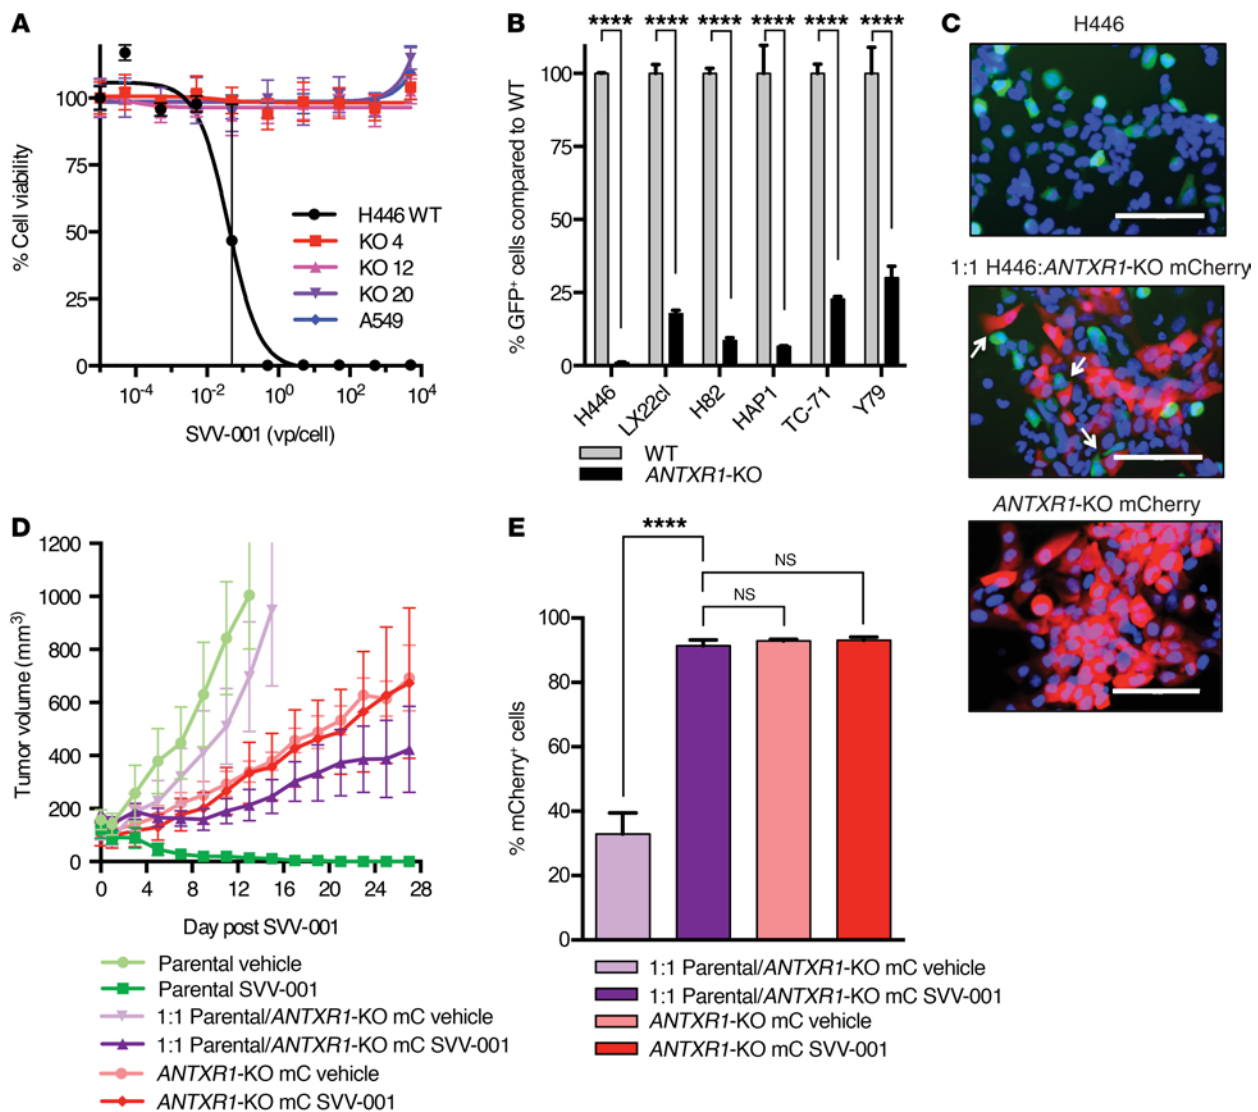 A
% Cell viability
100
75
50
25
0
10⁻⁴
10⁻²
10⁰
10²
10⁴
SVV-001 (vp/cell)
H446 WT
KO 4
KO 12
KO 20
A549
B
% GFP⁺ cells compared to WT
**** **** **** **** **** ****
100
75
50
25
0
H446
LX22cl
H82
HAP1
TC-71
Y79
WT
ANTXR1-KO
C
H446
1:1 H446:ANTXR1-KO mCherry
ANTXR1-KO mCherry
D
Tumor volume (mm³)
1200
1000
800
600
400
200
0
0 4 8 12 16 20 24 28
Day post SVV-001
Parental vehicle
Parental SVV-001
1:1 Parental/ANTXR1-KO mC vehicle
1:1 Parental/ANTXR1-KO mC SVV-001
ANTXR1-KO mC vehicle
ANTXR1-KO mC SVV-001
E
% mCherry⁺ cells
****
NS
NS
100
80
60
40
20
0
1:1 Parental/ANTXR1-KO mC vehicle
1:1 Parental/ANTXR1-KO mC SVV-001
ANTXR1-KO mC vehicle
ANTXR1-KO mC SVV-001